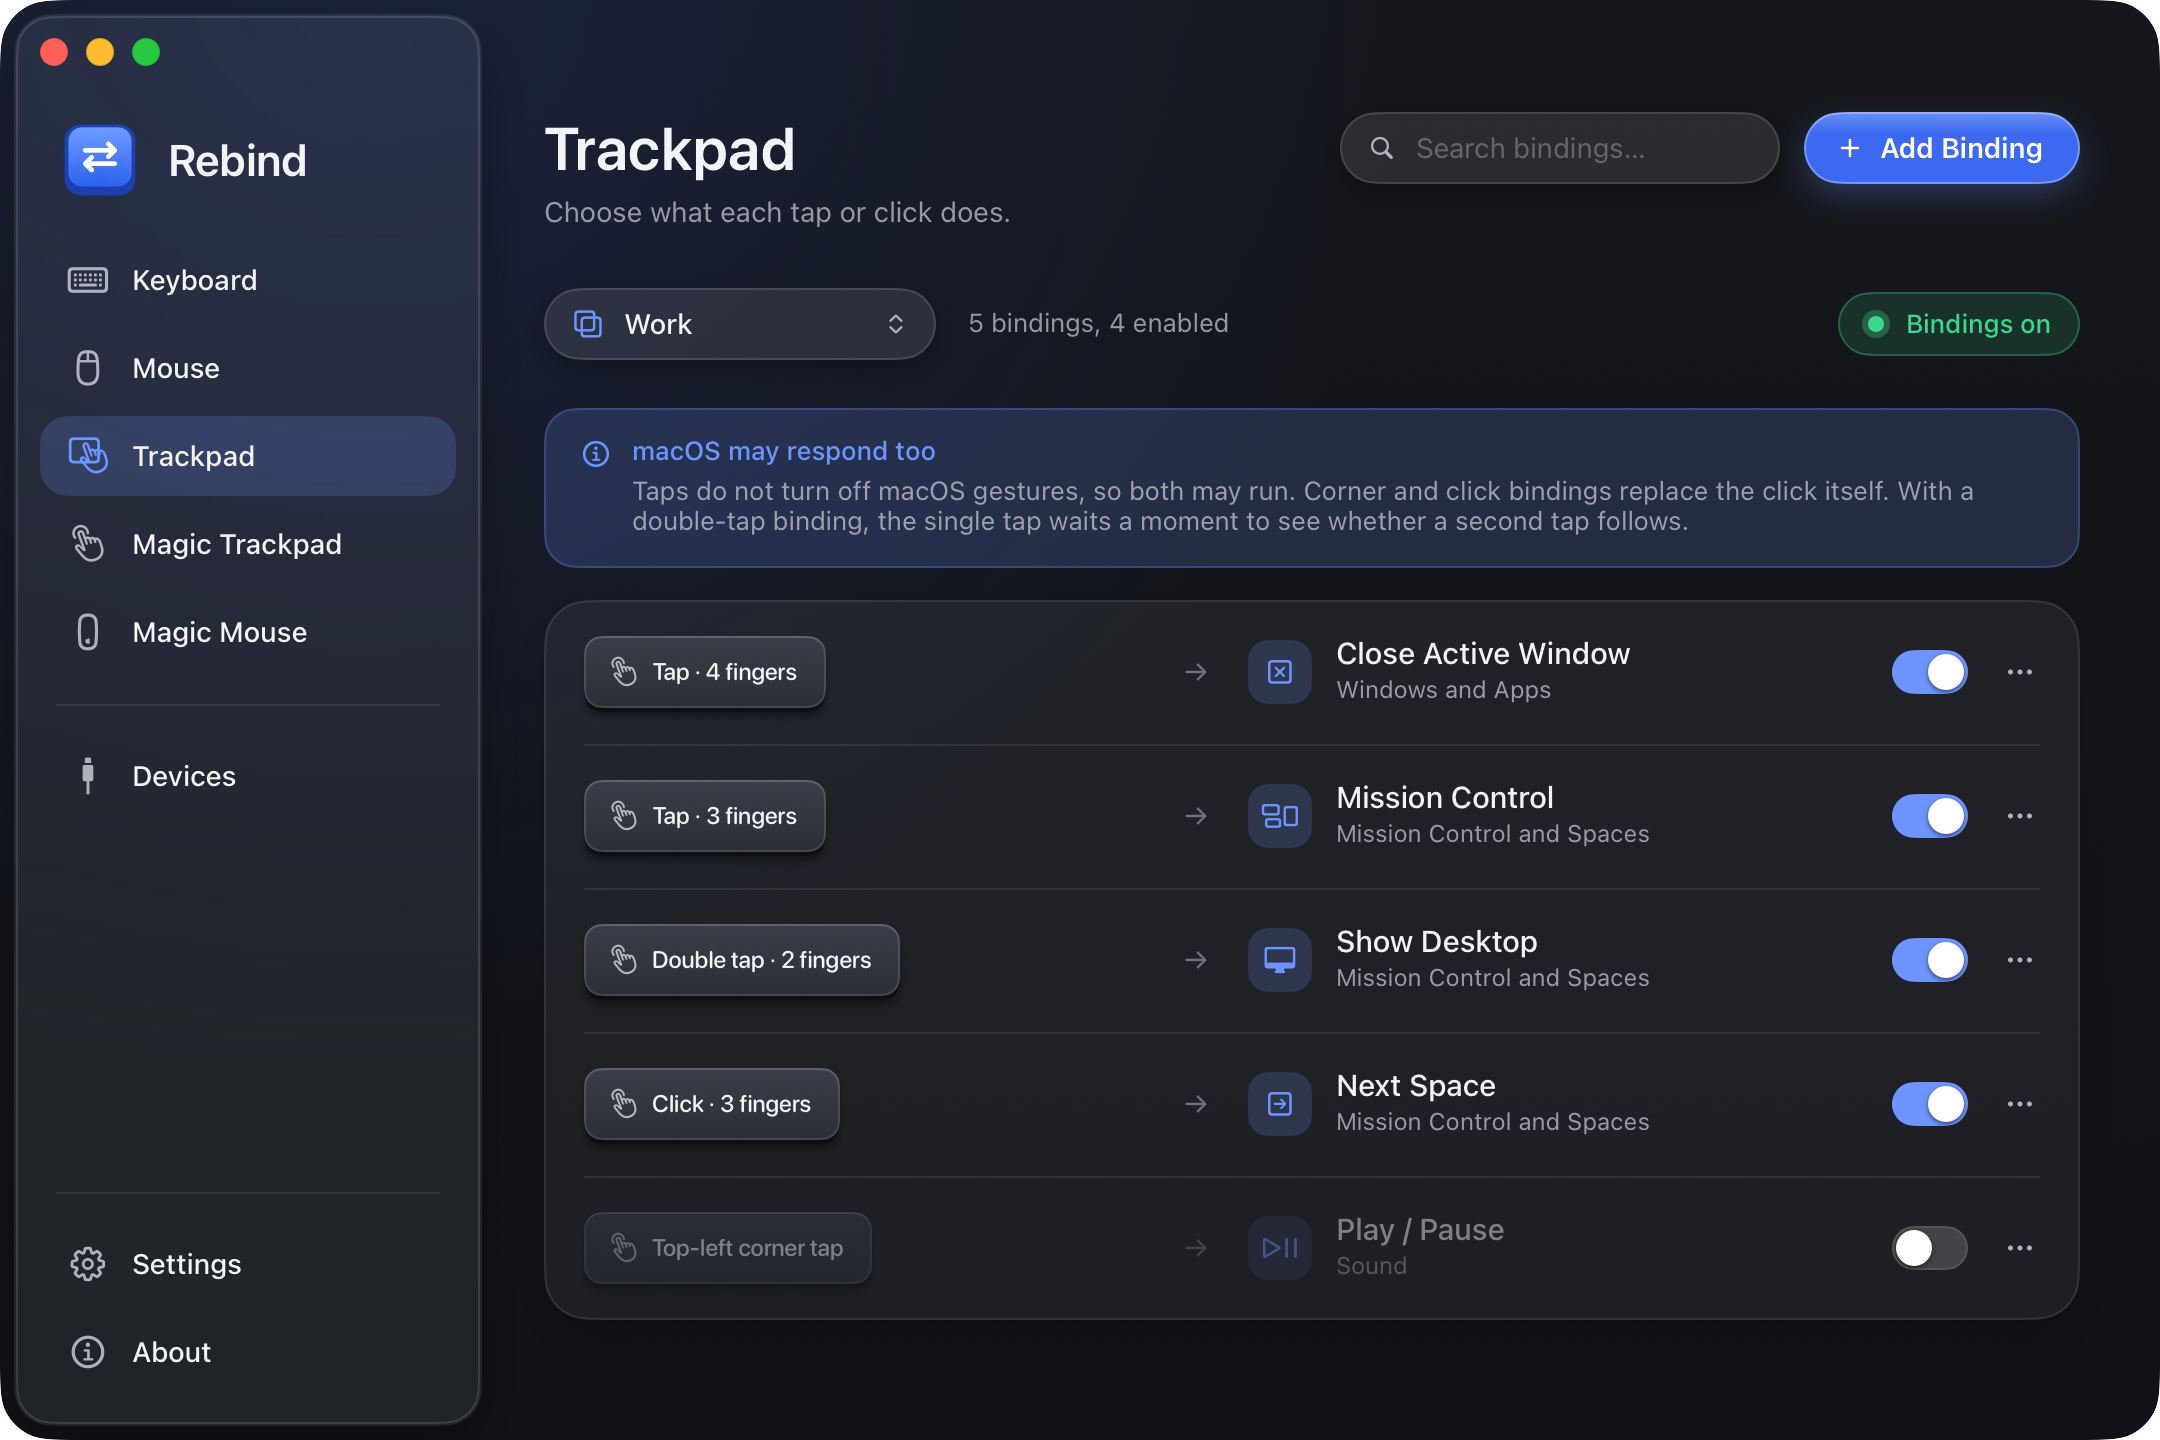 Rebind
Keyboard
Mouse
Trackpad
Magic Trackpad
Magic Mouse
Devices
Settings
About
Trackpad
Choose what each tap or click does.
Search bindings...
+ Add Binding
Work
5 bindings, 4 enabled
Bindings on
macOS may respond too
Taps do not turn off macOS gestures, so both may run. Corner and click bindings replace the click itself. With a
double-tap binding, the single tap waits a moment to see whether a second tap follows.
Tap · 4 fingers
Close Active Window
Windows and Apps
Tap · 3 fingers
Mission Control
Mission Control and Spaces
Double tap · 2 fingers
Show Desktop
Mission Control and Spaces
Click · 3 fingers
Next Space
Mission Control and Spaces
Top-left corner tap
Play / Pause
Sound